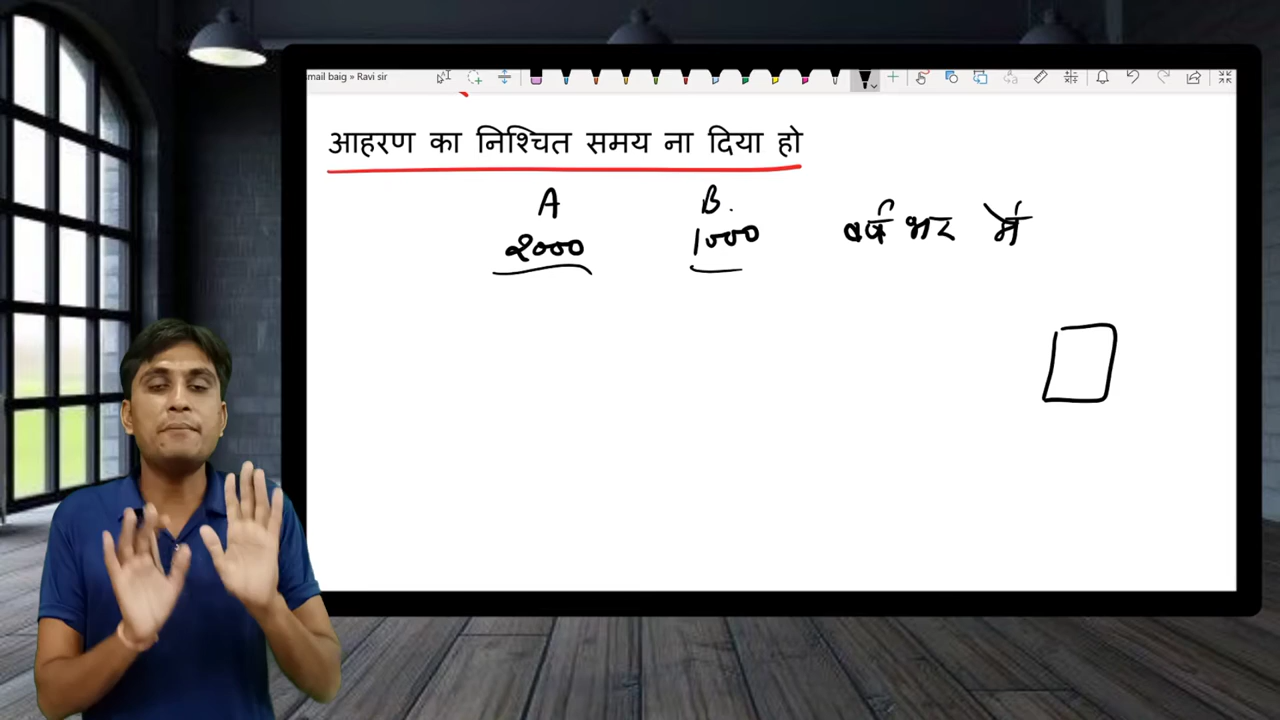 mail baig » Ravi sir
आहरण का निश्चित समय ना दिया हो
A B.
2000 1000 वर्ष भर में